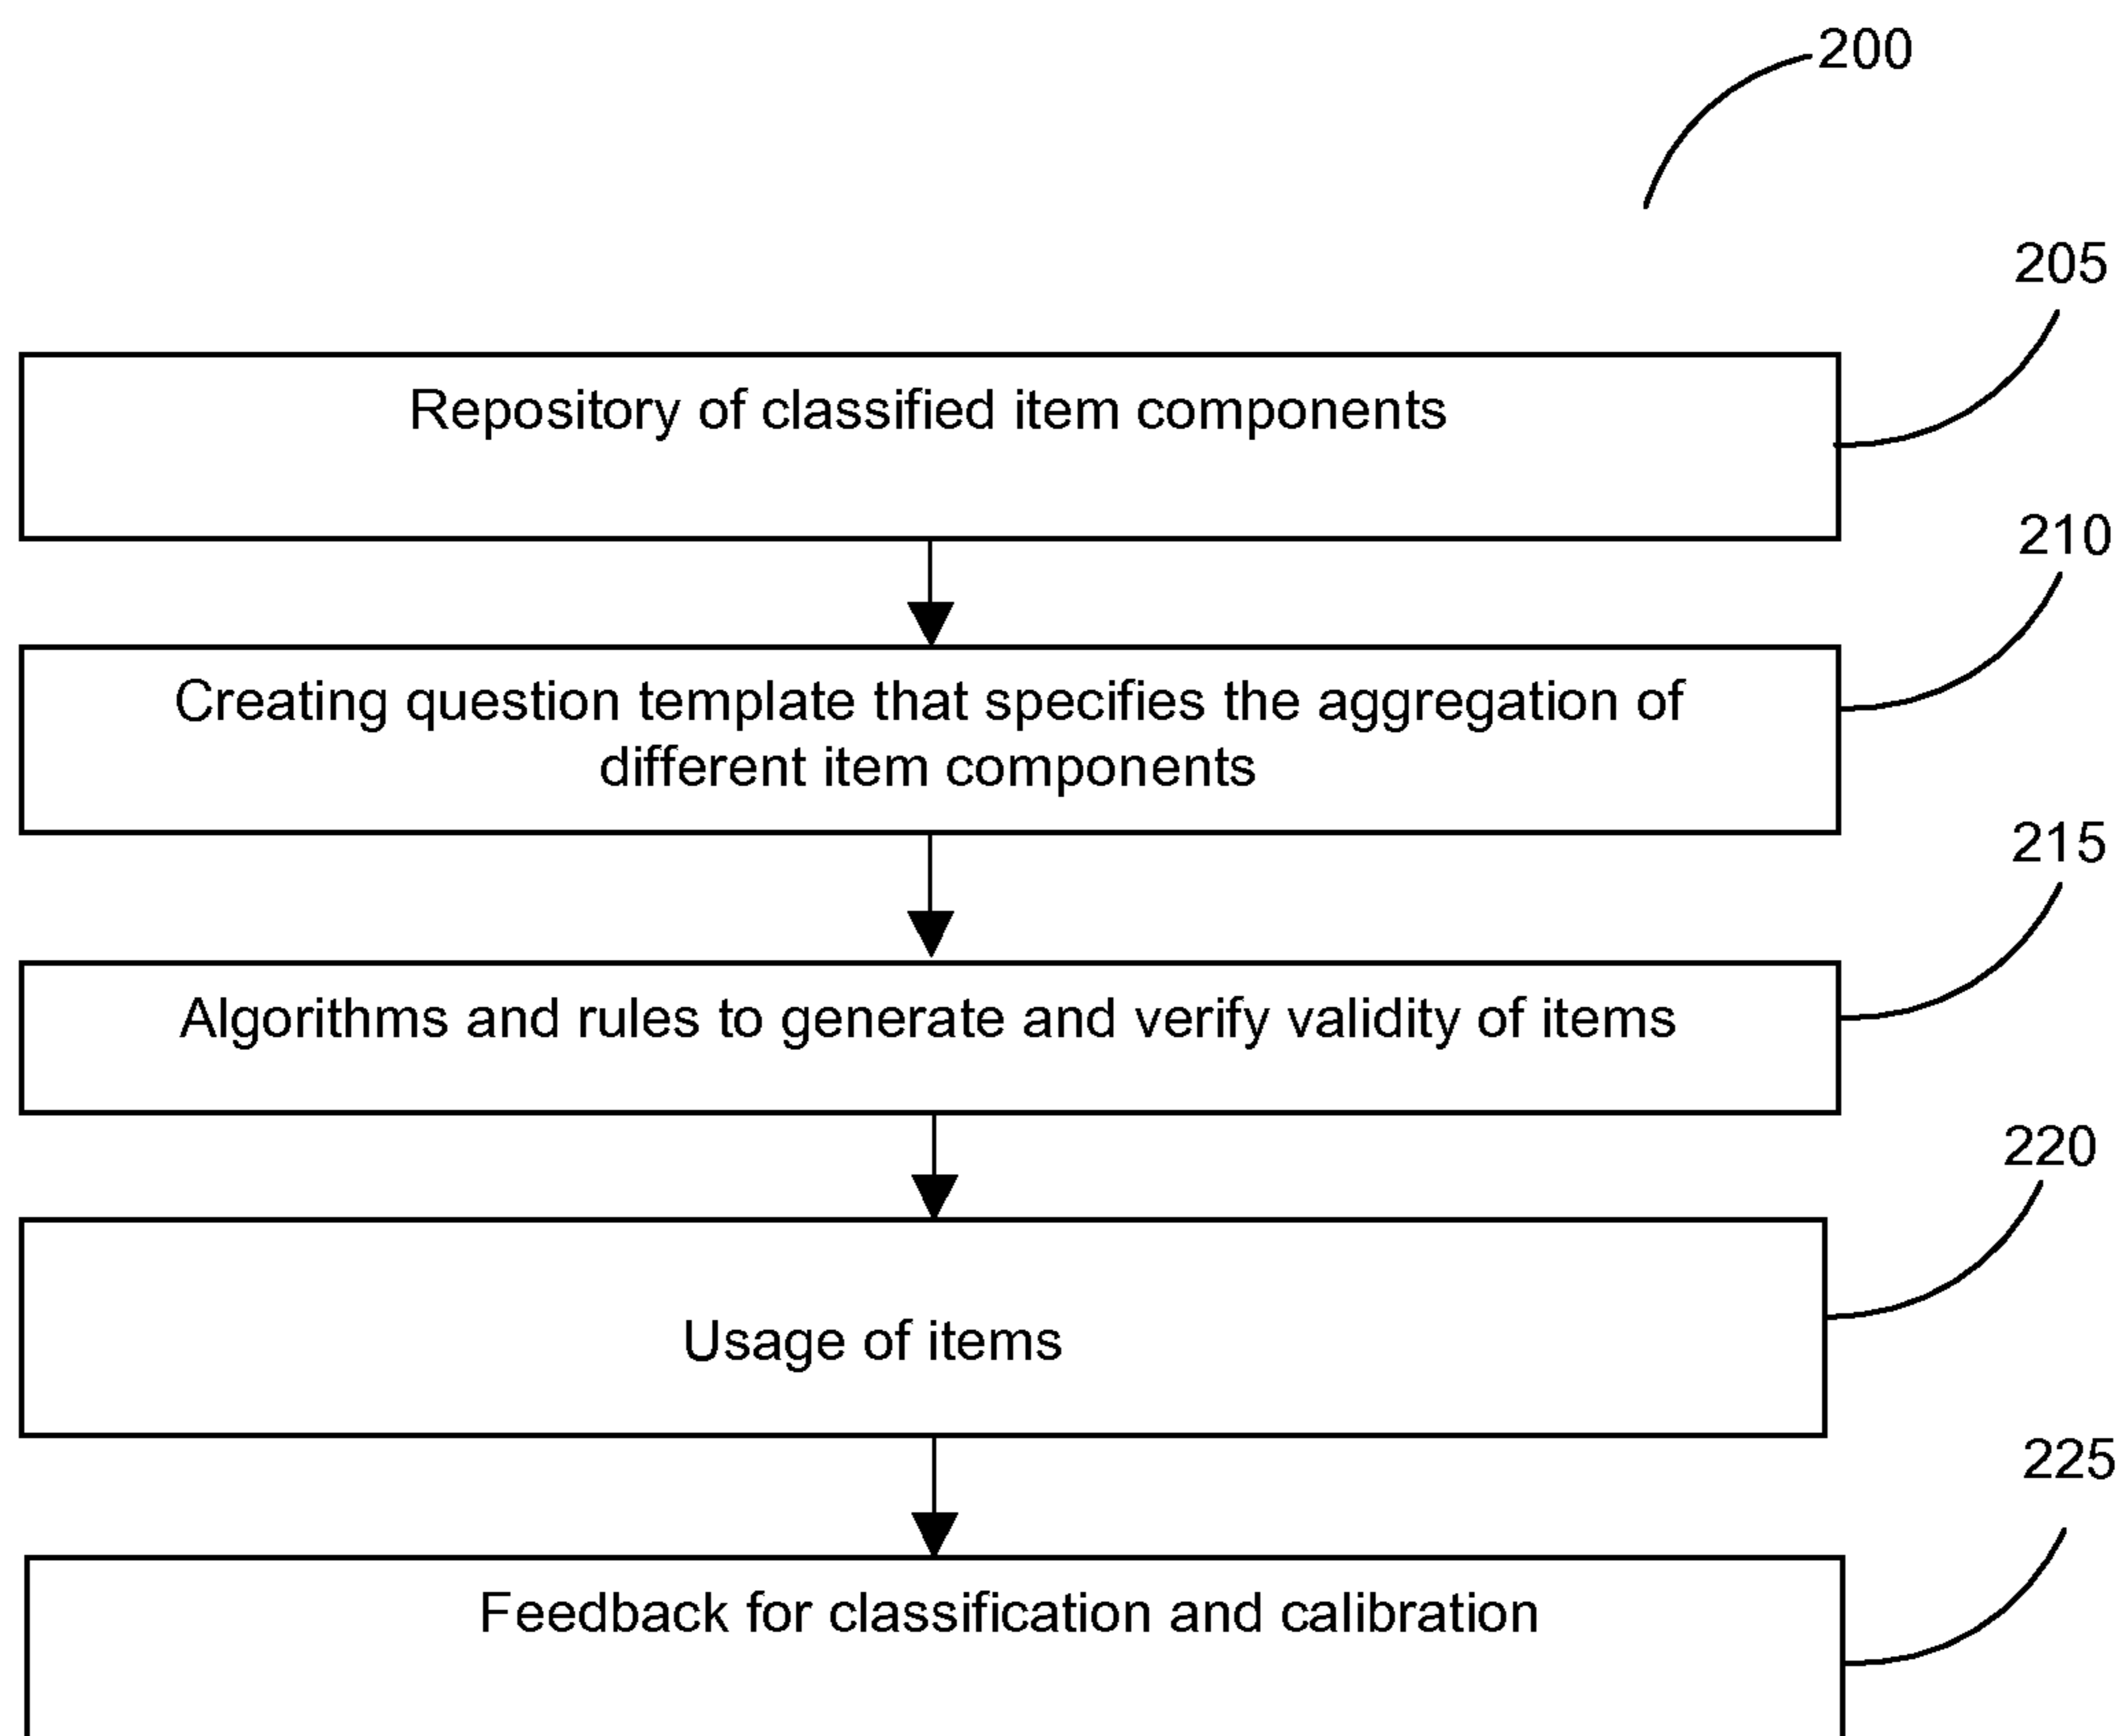 200
205
Repository of classified item components
210
Creating question template that specifies the aggregation of
different item components
215
Algorithms and rules to generate and verify validity of items
220
Usage of items
225
Feedback for classification and calibration